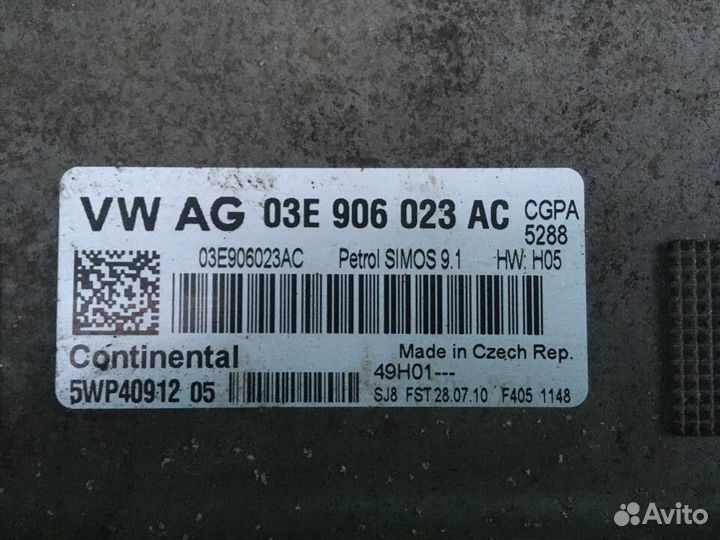 VW AG 03E 906 023 AC CGPA
5288
03E906023AC Petrol SIMOS 9.1 HW: H05
Continental Made in Czech Rep.
49H01---
5WP40912 05 SJ8 FST 28.07.10 F405 1148
Avito